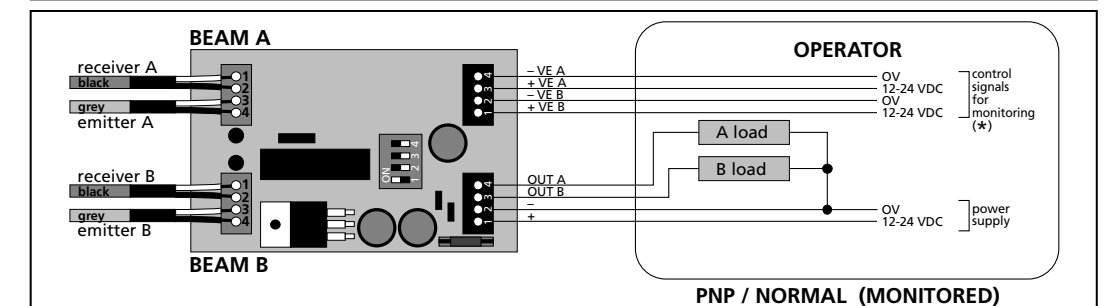 BEAM A
receiver A
black
grey
emitter A
1
2
3
4
receiver B
black
grey
emitter B
1
2
3
4
BEAM B
ON
1 2 3 4
4
3
2
1
4
3
2
1
– VE A
+ VE A
– VE B
+ VE B
OUT A
OUT B
–
+
OPERATOR
A load
B load
OV
12-24 VDC
OV
12-24 VDC
control
signals
for
monitoring
(*)
OV
12-24 VDC
power
supply
PNP / NORMAL (MONITORED)